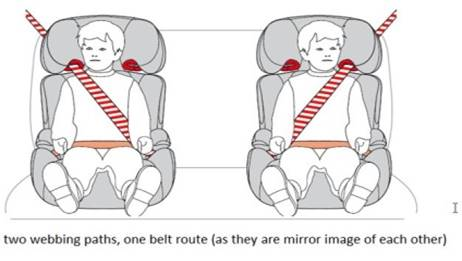 two webbing paths, one belt route (as they are mirror image of each other)